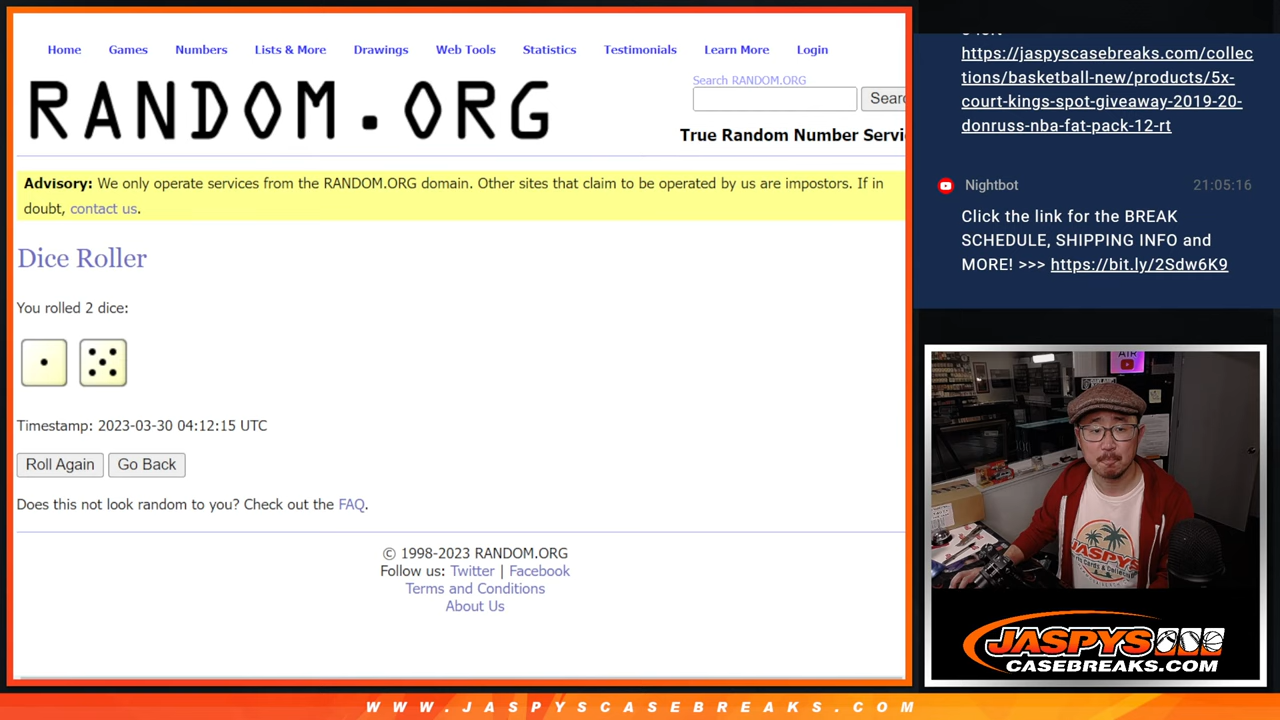 Home Games Numbers Lists & More Drawings Web Tools Statistics Testimonials Learn More Login
RANDOM.ORG
Search RANDOM.ORG
Searc
True Random Number Servi
Advisory: We only operate services from the RANDOM.ORG domain. Other sites that claim to be operated by us are impostors. If in
doubt, contact us.
Dice Roller
You rolled 2 dice:
Timestamp: 2023-03-30 04:12:15 UTC
Roll Again Go Back
Does this not look random to you? Check out the FAQ.
© 1998-2023 RANDOM.ORG
Follow us: Twitter | Facebook
Terms and Conditions
About Us
https://jaspyscasebreaks.com/collec
tions/basketball-new/products/5x-
court-kings-spot-giveaway-2019-20-
donruss-nba-fat-pack-12-rt
Nightbot 21:05:16
Click the link for the BREAK
SCHEDULE, SHIPPING INFO and
MORE! >>> https://bit.ly/2Sdw6K9
AIR
JASPYS
JASPYS
CASEBREAKS.COM
WWW.JASPYSCASEBREAKS.COM